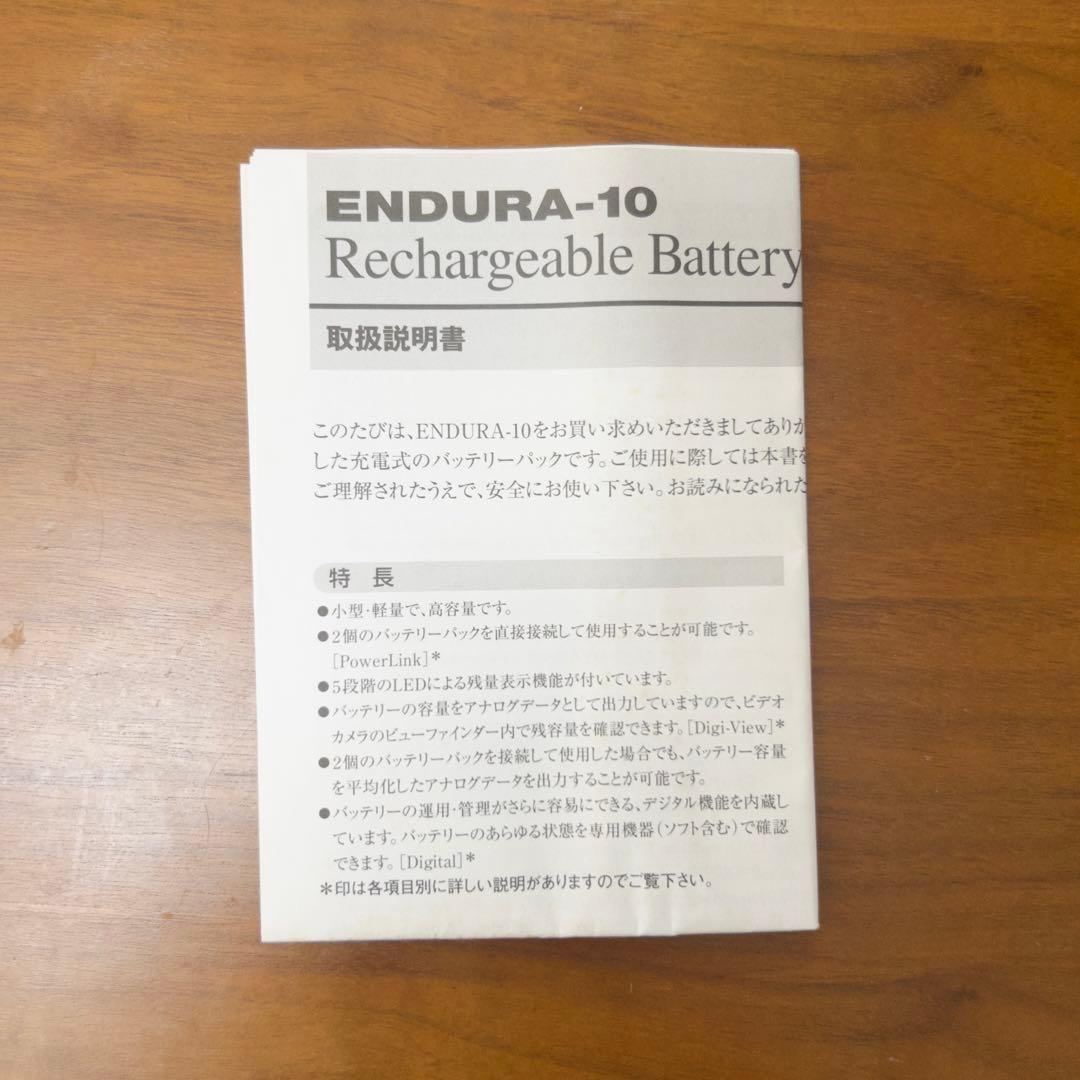 ENDURA-10
Rechargeable Battery
取扱説明書
このたびは、ENDURA-10をお買い求めいただきましてありが
した充電式のバッテリーパックです。ご使用に際しては本書を
ご理解されたうえで、安全にお使い下さい。お読みになられた
特 長
●小型・軽量で、高容量です。
●2個のバッテリーパックを直接接続して使用することが可能です。
[PowerLink]*
●5段階のLEDによる残量表示機能が付いています。
●バッテリーの容量をアナログデータとして出力していますので、ビデオ
カメラのビューファインダー内で残容量を確認できます。[Digi-View]*
●2個のバッテリーパックを接続して使用した場合でも、バッテリー容量
を平均化したアナログデータを出力することが可能です。
●バッテリーの運用・管理がさらに容易にできる、デジタル機能を内蔵し
ています。バッテリーのあらゆる状態を専用機器（ソフト含む）で確認
できます。[Digital]*
*印は各項目別に詳しい説明がありますのでご覧下さい。